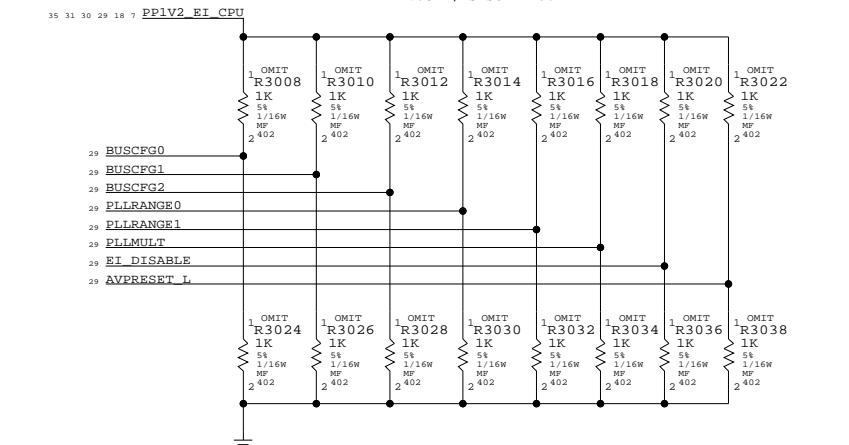 35 31 30 29 18 7 PP1V2_EI_CPU
OMIT OMIT OMIT OMIT OMIT OMIT OMIT OMIT
1 R3008 1 R3010 1 R3012 1 R3014 1 R3016 1 R3018 1 R3020 1 R3022
1K 1K 1K 1K 1K 1K 1K 1K
5% 5% 5% 5% 5% 5% 5% 5%
1/16W 1/16W 1/16W 1/16W 1/16W 1/16W 1/16W 1/16W
MF MF MF MF MF MF MF MF
2 402 2 402 2 402 2 402 2 402 2 402 2 402 2 402
29 BUSCFG0
29 BUSCFG1
29 BUSCFG2
29 PLLRANGE0
29 PLLRANGE1
29 PLLMULT
29 EI_DISABLE
29 AVPRESET_L
OMIT OMIT OMIT OMIT OMIT OMIT OMIT OMIT
1 R3024 1 R3026 1 R3028 1 R3030 1 R3032 1 R3034 1 R3036 1 R3038
1K 1K 1K 1K 1K 1K 1K 1K
5% 5% 5% 5% 5% 5% 5% 5%
1/16W 1/16W 1/16W 1/16W 1/16W 1/16W 1/16W 1/16W
MF MF MF MF MF MF MF MF
2 402 2 402 2 402 2 402 2 402 2 402 2 402 2 402